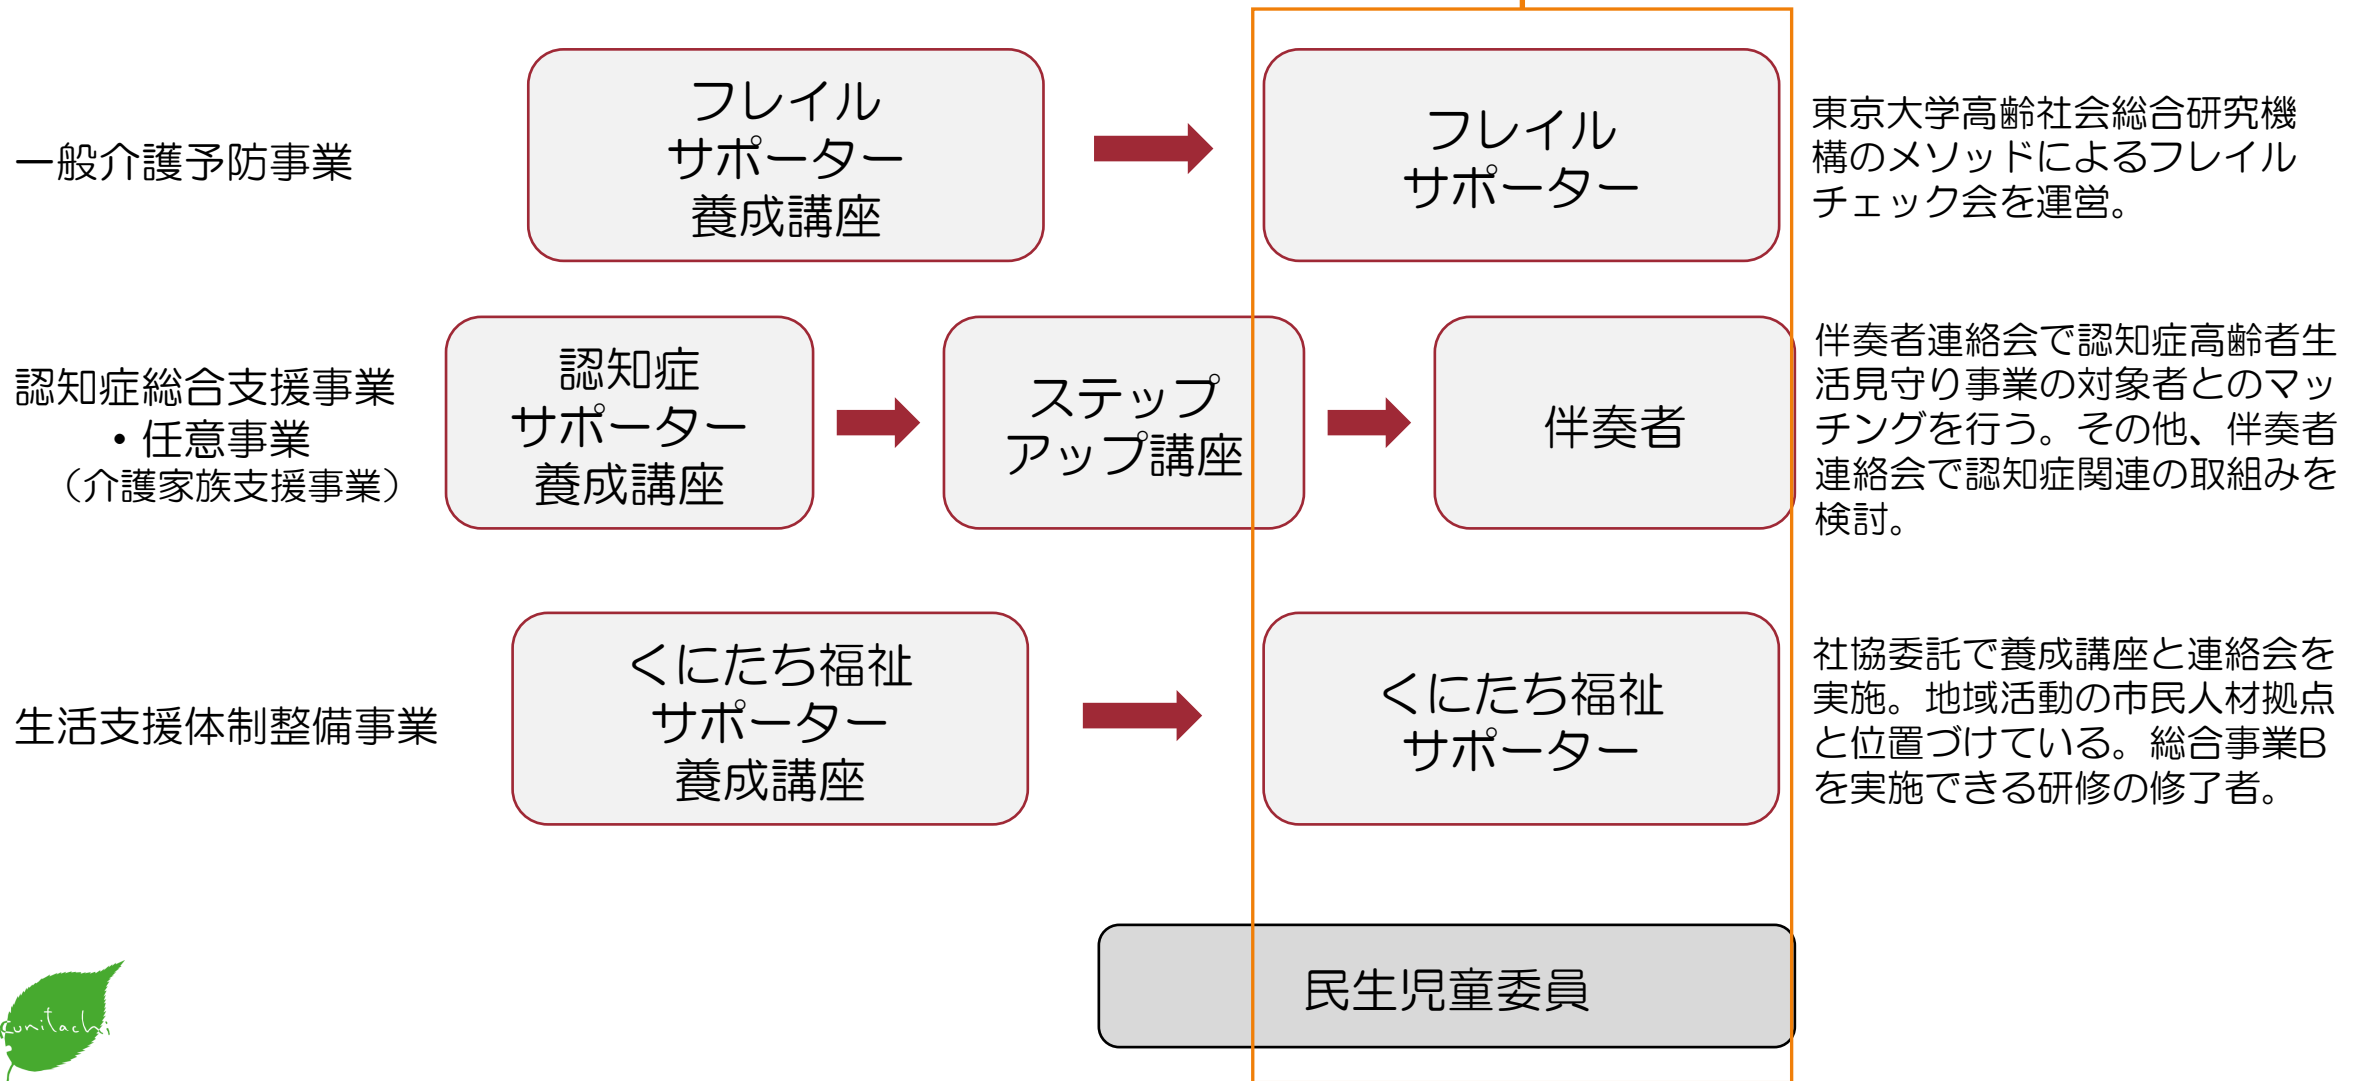 一般介護予防事業
フレイル
サポーター
養成講座
フレイル
サポーター
東京大学高齢社会総合研究機
構のメソッドによるフレイル
チェック会を運営。
認知症総合支援事業
・任意事業
（介護家族支援事業）
認知症
サポーター
養成講座
ステップ
アップ講座
伴奏者
伴奏者連絡会で認知症高齢者生
活見守り事業の対象者とのマッ
チングを行う。その他、伴奏者
連絡会で認知症関連の取組みを
検討。
生活支援体制整備事業
くにたち福祉
サポーター
養成講座
くにたち福祉
サポーター
社協委託で養成講座と連絡会を
実施。地域活動の市民人材拠点
と位置づけている。総合事業B
を実施できる研修の修了者。
民生児童委員
kunitachi